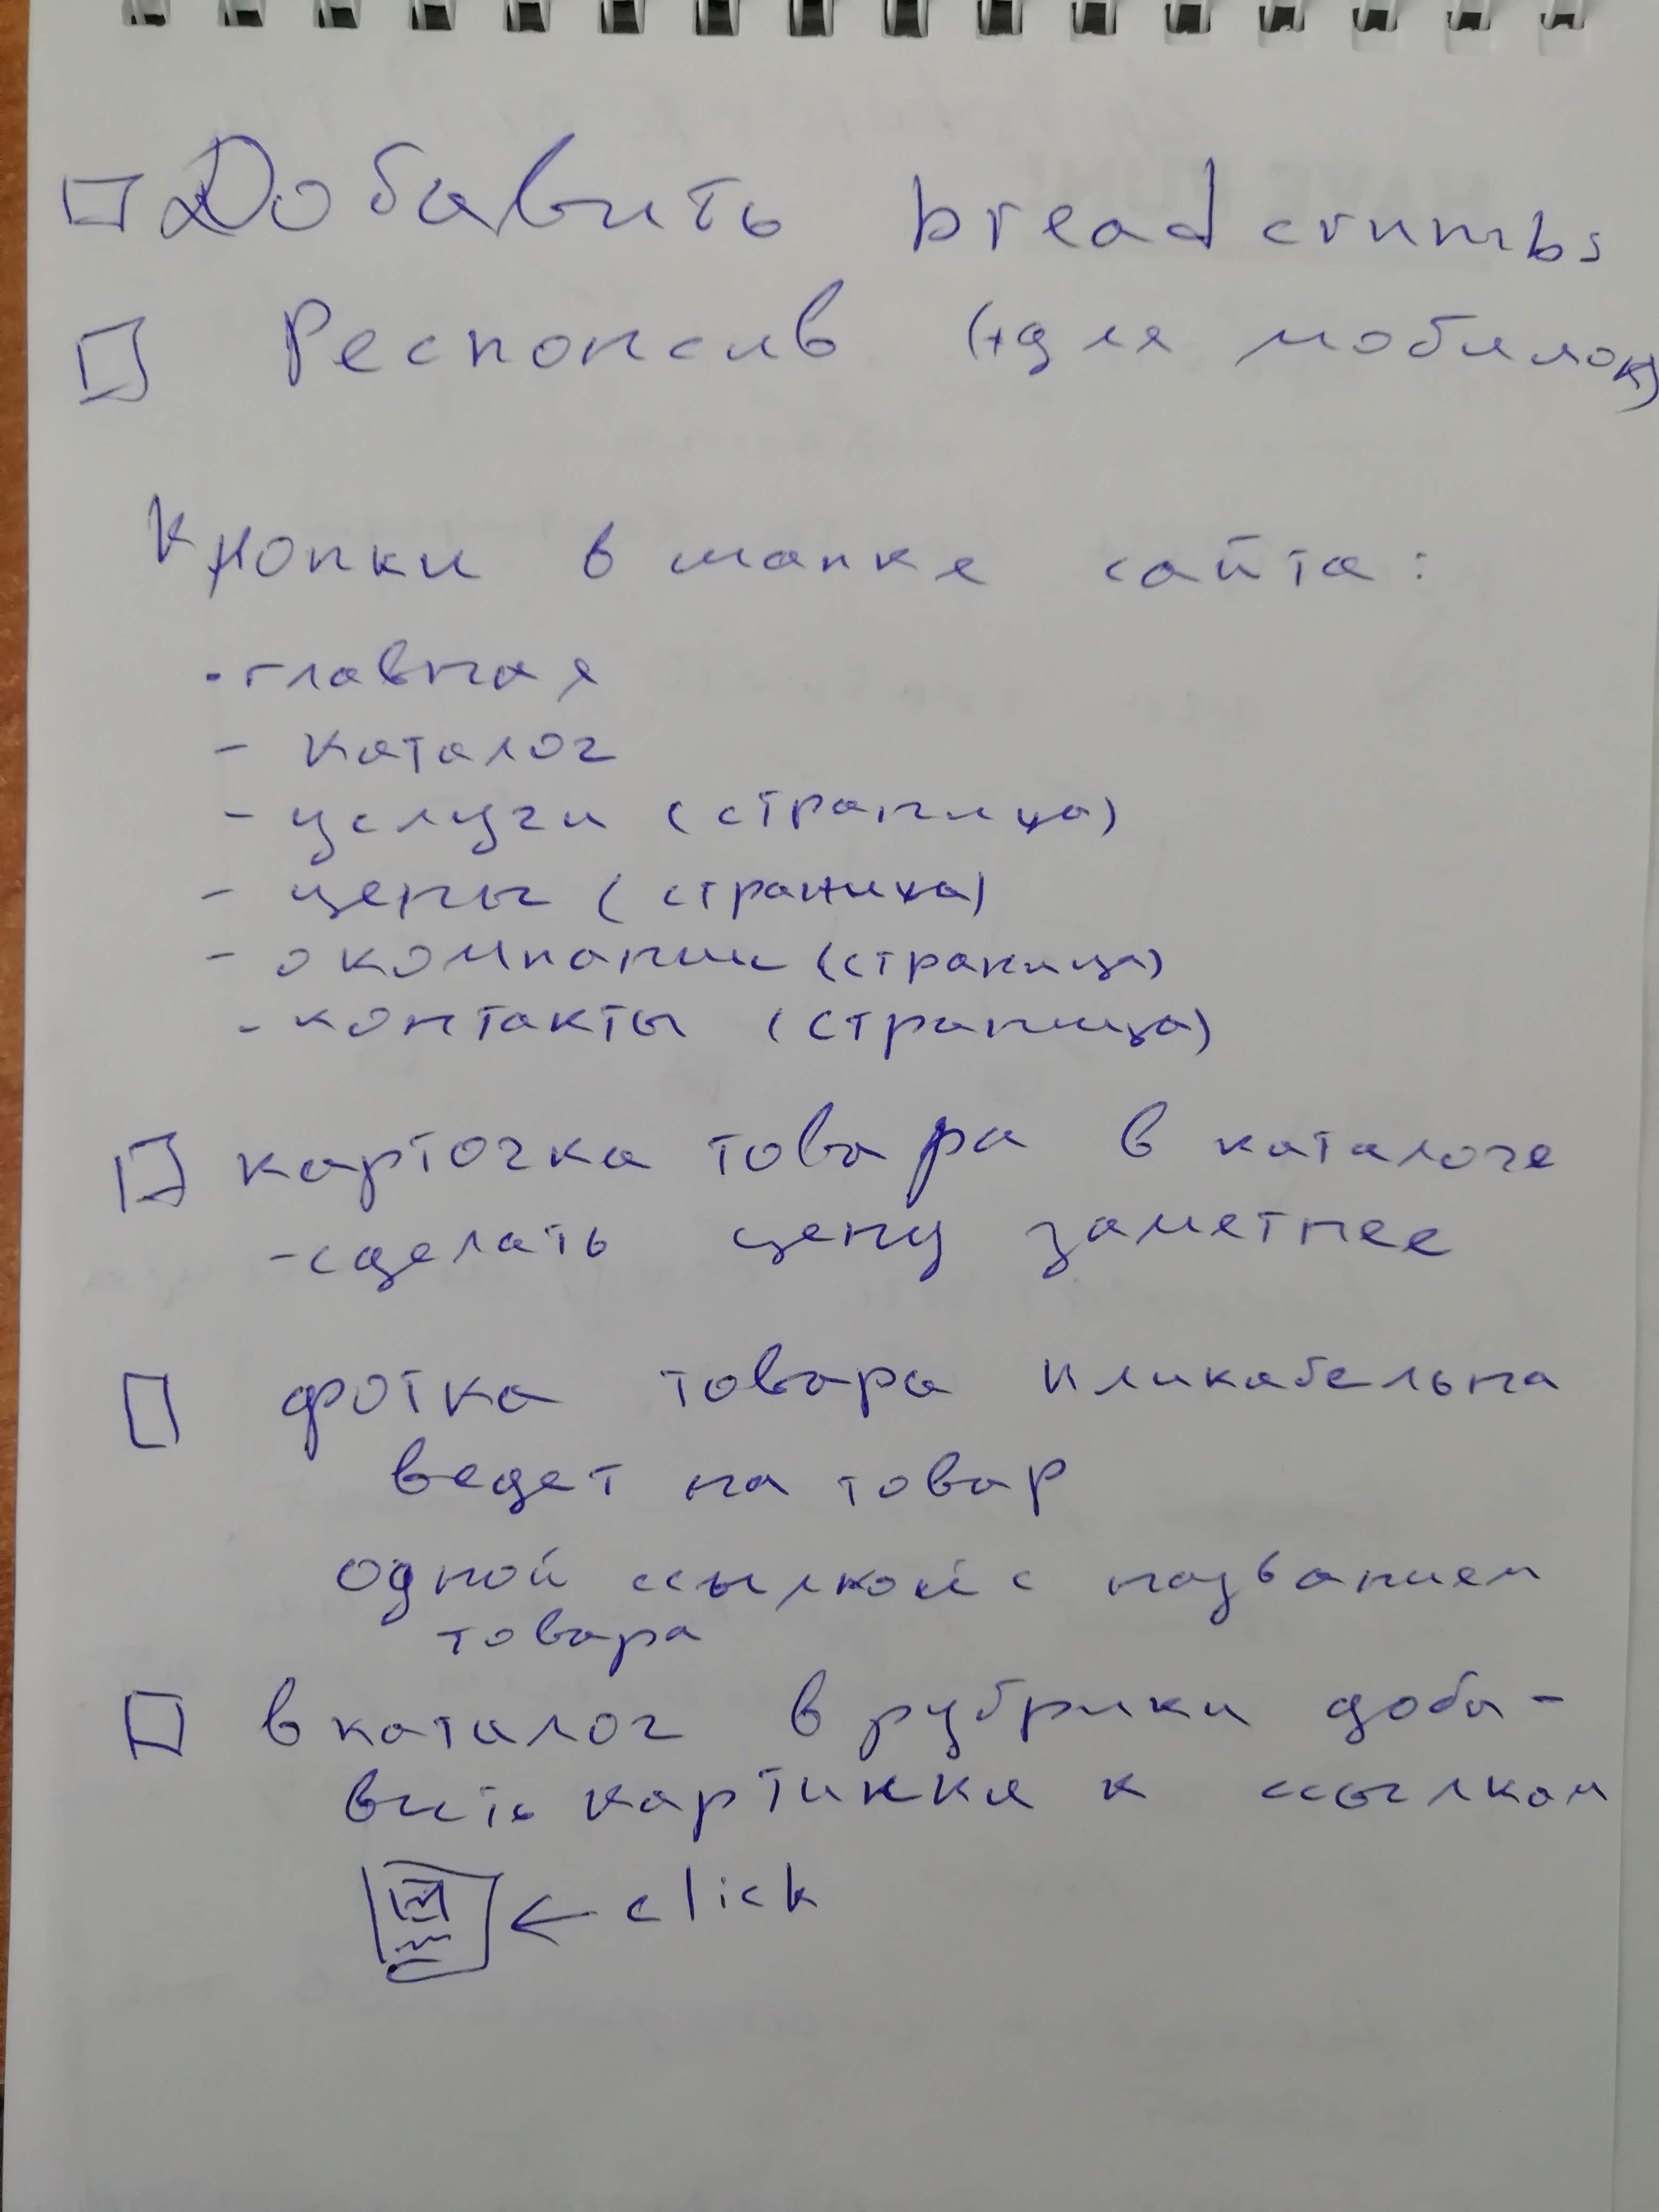 Добавить breadcrumbs
Респонсив (+для мобилок)
Кнопки в шапке сайта:
- главная
- каталог
- услуги (страница)
- цены (страница)
- о компании (страница)
- контакты (страница)
карточка товара в каталоге
- сделать цену заметнее
фотка товара кликабельна
ведет на товар
одной ссылкой с названием
товара
в каталог в рубрики доба-
вить картинки к ссылкам
← click